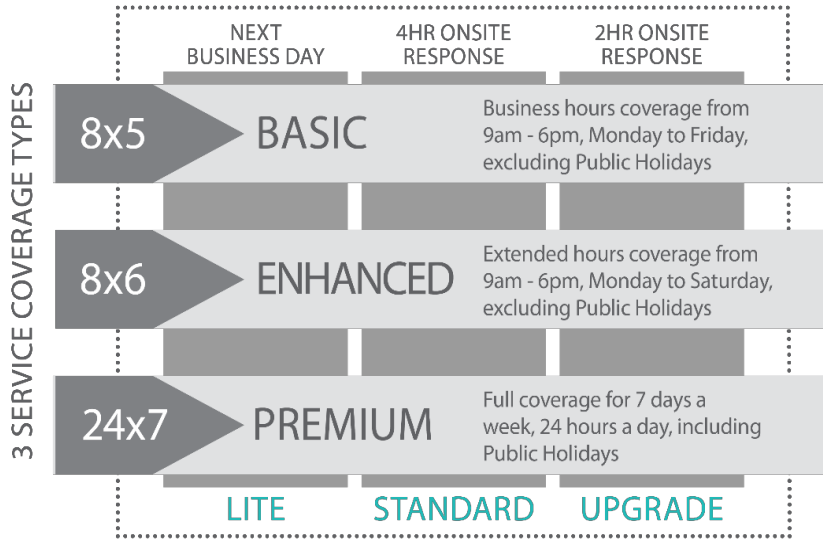 NEXT
BUSINESS DAY
4HR ONSITE
RESPONSE
2HR ONSITE
RESPONSE
3 SERVICE COVERAGE TYPES
8x5
BASIC
Business hours coverage from
9am - 6pm, Monday to Friday,
excluding Public Holidays
8x6
ENHANCED
Extended hours coverage from
9am - 6pm, Monday to Saturday,
excluding Public Holidays
24x7
PREMIUM
Full coverage for 7 days a
week, 24 hours a day, including
Public Holidays
LITE
STANDARD
UPGRADE